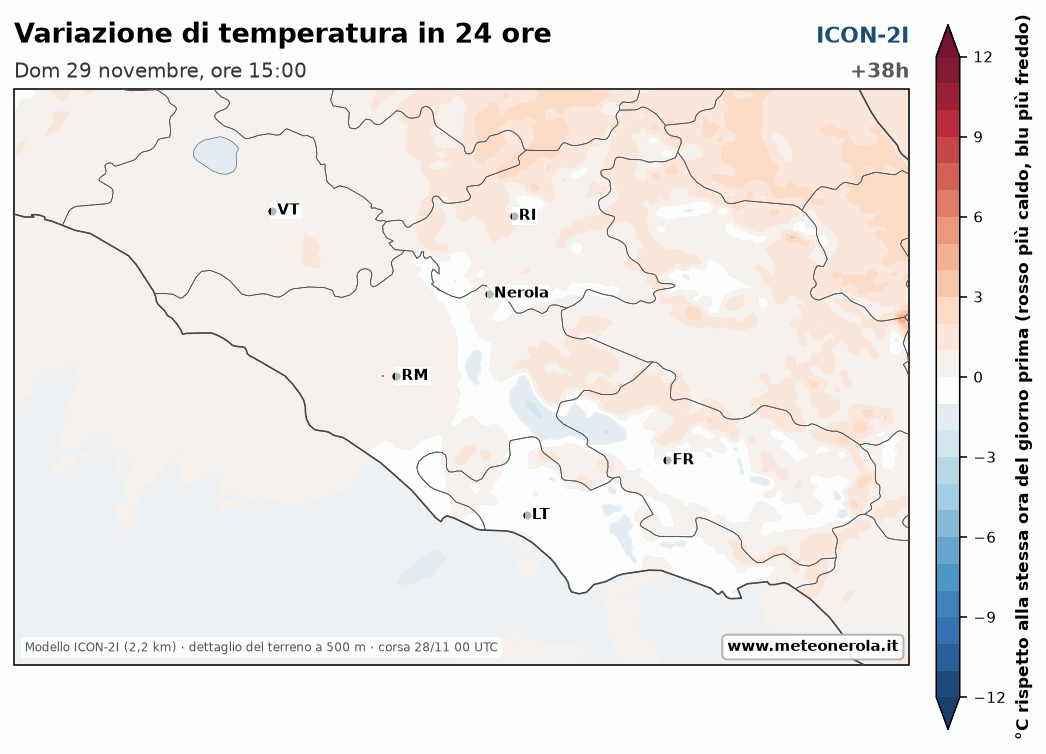 Variazione di temperatura in 24 ore
ICON-2I
Dom 29 novembre, ore 15:00
+38h
VT
RI
Nerola
RM
FR
LT
Modello ICON-2I (2,2 km) · dettaglio del terreno a 500 m · corsa 28/11 00 UTC
www.meteonerola.it
12
9
6
3
0
−3
−6
−9
−12
°C rispetto alla stessa ora del giorno prima (rosso più caldo, blu più freddo)